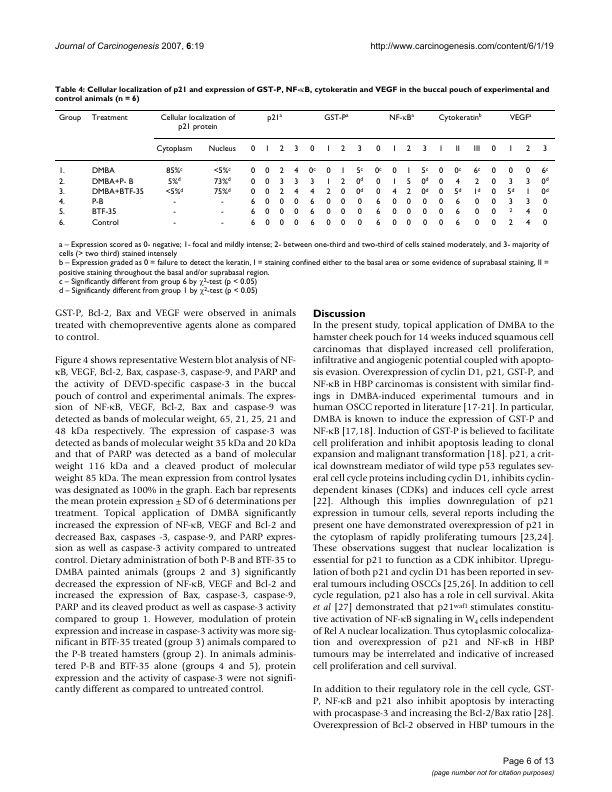 Journal of Carcinogenesis 2007, 6:19
http://www.carcinogenesis.com/content/6/1/19
Table 4: Cellular localization of p21 and expression of GST-P, NF-κB, cytokeratin and VEGF in the buccal pouch of experimental and
control animals (n = 6)
Group Treatment Cellular localization of p21ᵃ GST-Pᵃ NF-κBᵃ Cytokeratinᵇ VEGFᵃ
p21 protein
Cytoplasm Nucleus 0 1 2 3 0 1 2 3 0 1 2 3 I II III 0 1 2 3
1. DMBA 85%ᶜ <5%ᶜ 0 0 2 4 0ᶜ 0 1 5ᶜ 0ᶜ 0 1 5ᶜ 0 0ᶜ 6ᶜ 0 0 0 6ᶜ
2. DMBA+P- B 5%ᵈ 73%ᵈ 0 0 3 3 3 1 2 0ᵈ 0 1 5 0ᵈ 0 4 2 0 3 3 0ᵈ
3. DMBA+BTF-35 <5%ᵈ 75%ᵈ 0 0 2 4 4 2 0 0ᵈ 0 4 2 0ᵈ 0 5ᵈ 1ᵈ 0 5ᵈ 1 0ᵈ
4. P-B - - 6 0 0 0 6 0 0 0 6 0 0 0 0 6 0 0 3 3 0
5. BTF-35 - - 6 0 0 0 6 0 0 0 6 0 0 0 0 6 0 0 ² 4 0
6. Control - - 6 0 0 0 6 0 0 0 6 0 0 0 0 6 0 0 2 4 0
a – Expression scored as 0- negative; 1- focal and mildly intense; 2- between one-third and two-third of cells stained moderately, and 3- majority of
cells (> two third) stained intensely
b – Expression graded as 0 = failure to detect the keratin, I = staining confined either to the basal area or some evidence of suprabasal staining, II =
positive staining throughout the basal and/or suprabasal region.
c – Significantly different from group 6 by χ²-test (p < 0.05)
d – Significantly different from group 1 by χ²-test (p < 0.05)
GST-P, Bcl-2, Bax and VEGF were observed in animals
treated with chemopreventive agents alone as compared
to control.
Figure 4 shows representative Western blot analysis of NF-
κB, VEGF, Bcl-2, Bax, caspase-3, caspase-9, and PARP and
the activity of DEVD-specific caspase-3 in the buccal
pouch of control and experimental animals. The expres-
sion of NF-κB, VEGF, Bcl-2, Bax and caspase-9 was
detected as bands of molecular weight, 65, 21, 25, 21 and
48 kDa respectively. The expression of caspase-3 was
detected as bands of molecular weight 35 kDa and 20 kDa
and that of PARP was detected as a band of molecular
weight 116 kDa and a cleaved product of molecular
weight 85 kDa. The mean expression from control lysates
was designated as 100% in the graph. Each bar represents
the mean protein expression ± SD of 6 determinations per
treatment. Topical application of DMBA significantly
increased the expression of NF-κB, VEGF and Bcl-2 and
decreased Bax, caspases -3, caspase-9, and PARP expres-
sion as well as caspase-3 activity compared to untreated
control. Dietary administration of both P-B and BTF-35 to
DMBA painted animals (groups 2 and 3) significantly
decreased the expression of NF-κB, VEGF and Bcl-2 and
increased the expression of Bax, caspase-3, caspase-9,
PARP and its cleaved product as well as caspase-3 activity
compared to group 1. However, modulation of protein
expression and increase in caspase-3 activity was more sig-
nificant in BTF-35 treated (group 3) animals compared to
the P-B treated hamsters (group 2). In animals adminis-
tered P-B and BTF-35 alone (groups 4 and 5), protein
expression and the activity of caspase-3 were not signifi-
cantly different as compared to untreated control.
Discussion
In the present study, topical application of DMBA to the
hamster cheek pouch for 14 weeks induced squamous cell
carcinomas that displayed increased cell proliferation,
infiltrative and angiogenic potential coupled with apopto-
sis evasion. Overexpression of cyclin D1, p21, GST-P, and
NF-κB in HBP carcinomas is consistent with similar find-
ings in DMBA-induced experimental tumours and in
human OSCC reported in literature [17-21]. In particular,
DMBA is known to induce the expression of GST-P and
NF-κB [17,18]. Induction of GST-P is believed to facilitate
cell proliferation and inhibit apoptosis leading to clonal
expansion and malignant transformation [18]. p21, a crit-
ical downstream mediator of wild type p53 regulates sev-
eral cell cycle proteins including cyclin D1, inhibits cyclin-
dependent kinases (CDKs) and induces cell cycle arrest
[22]. Although this implies downregulation of p21
expression in tumour cells, several reports including the
present one have demonstrated overexpression of p21 in
the cytoplasm of rapidly proliferating tumours [23,24].
These observations suggest that nuclear localization is
essential for p21 to function as a CDK inhibitor. Upregu-
lation of both p21 and cyclin D1 has been reported in sev-
eral tumours including OSCCs [25,26]. In addition to cell
cycle regulation, p21 also has a role in cell survival. Akita
et al [27] demonstrated that p21ʷᵃᶠ¹ stimulates constitu-
tive activation of NF-κB signaling in W₄ cells independent
of Rel A nuclear localization. Thus cytoplasmic colocaliza-
tion and overexpression of p21 and NF-κB in HBP
tumours may be interrelated and indicative of increased
cell proliferation and cell survival.
In addition to their regulatory role in the cell cycle, GST-
P, NF-κB and p21 also inhibit apoptosis by interacting
with procaspase-3 and increasing the Bcl-2/Bax ratio [28].
Overexpression of Bcl-2 observed in HBP tumours in the
Page 6 of 13
(page number not for citation purposes)